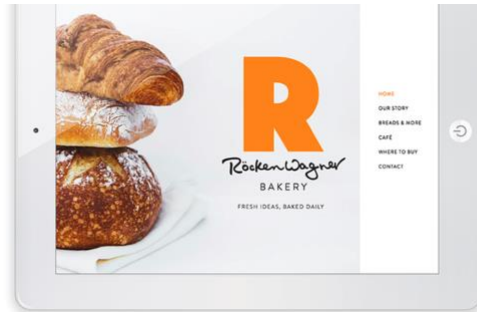 R
RöckenWagner
BAKERY
FRESH IDEAS, BAKED DAILY
HOME
OUR STORY
BREADS & MORE
CAFÉ
WHERE TO BUY
CONTACT